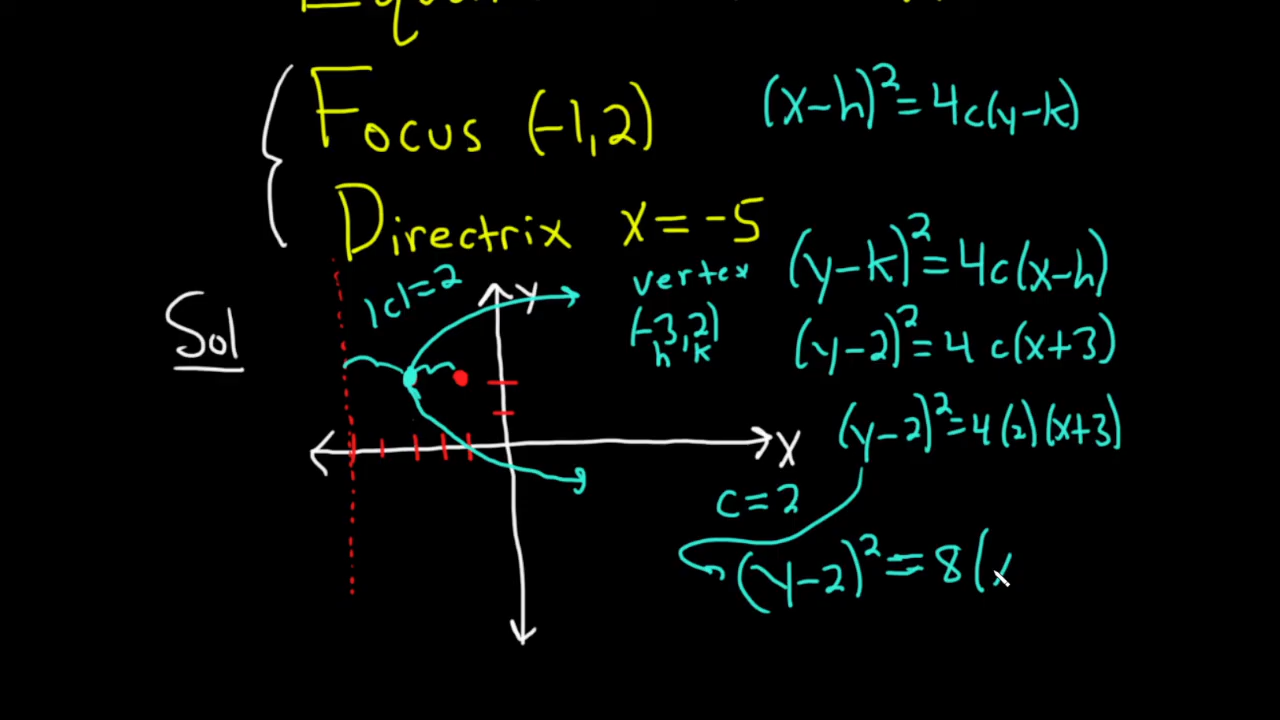 Focus (-1,2)
(x-h)²=4c(y-k)
Directrix x=-5
(y-k)²=4c(x-h)
vertex
(-3,2)
h k
|c|=2
y
Sol
(y-2)²=4 c(x+3)
(y-2)²=4(2)(x+3)
X
c=2
(y-2)²=8(x